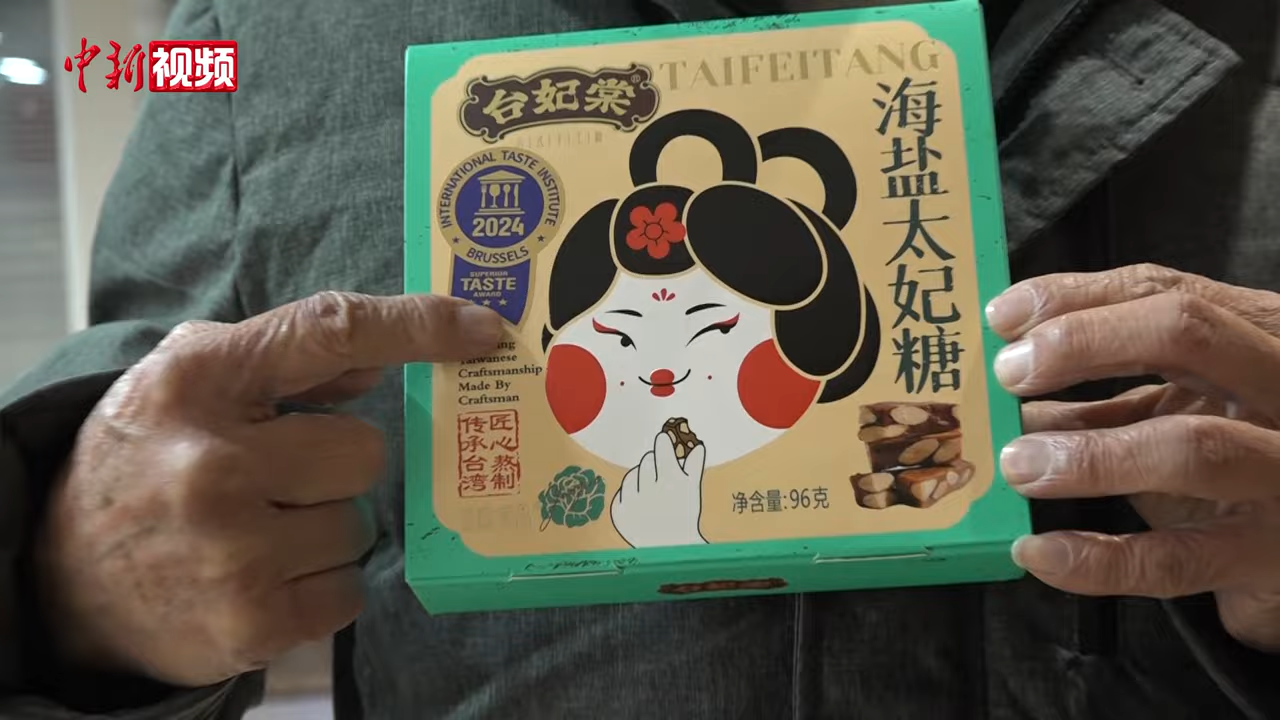 中新视频
台妃棠®
TAIFEITANG
海盐太妃糖
INTERNATIONAL TASTE INSTITUTE
2024
BRUSSELS
SUPERIOR
TASTE
AWARD
Taiwanese
Craftsmanship
Made By
Craftsman
匠心熬制
传承台湾
净含量:96克